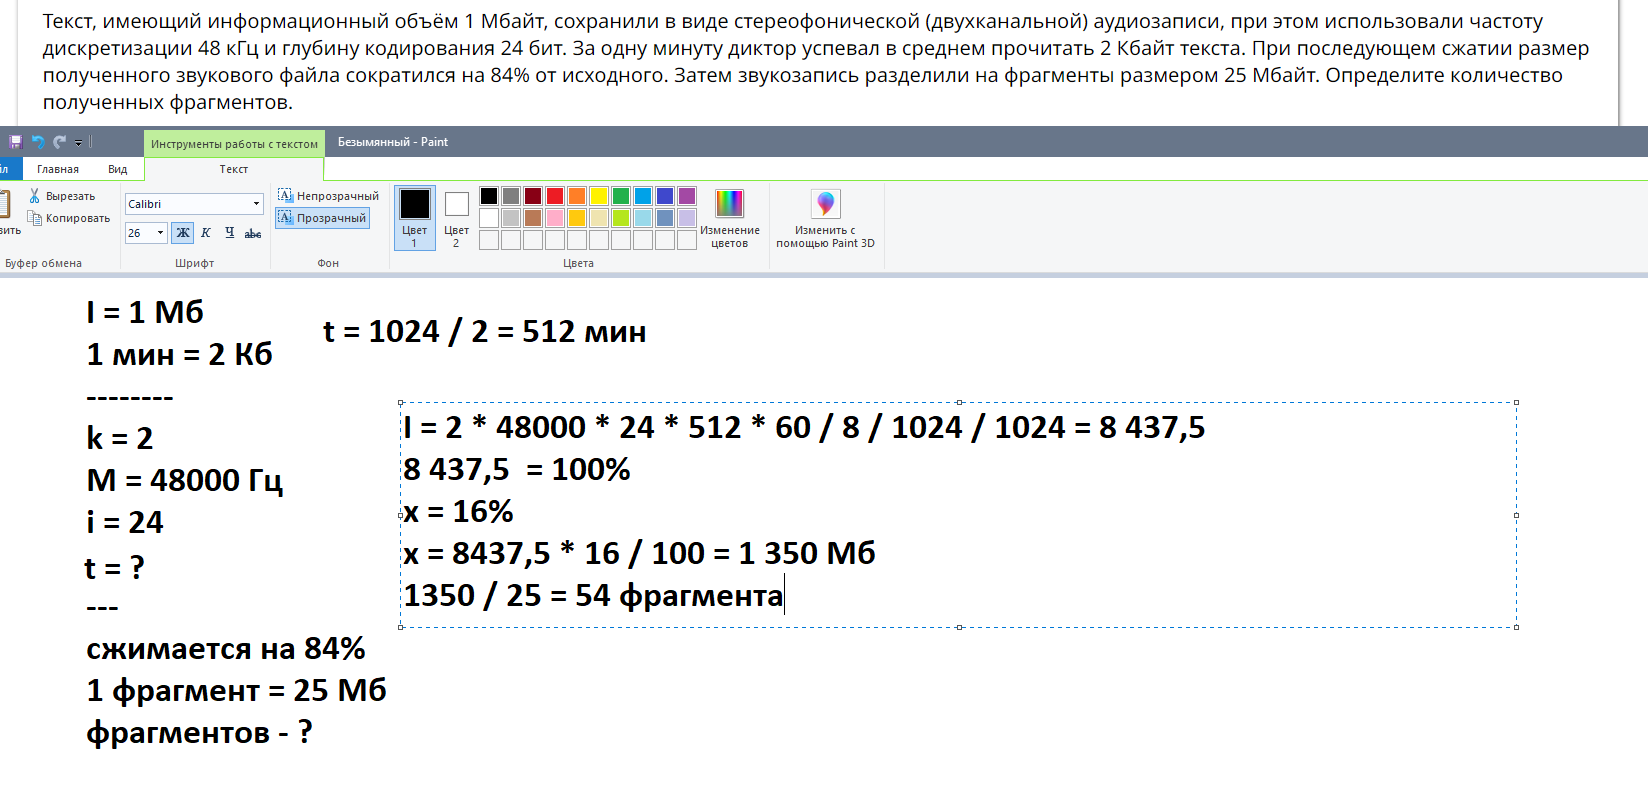 Текст, имеющий информационный объём 1 Мбайт, сохранили в виде стереофонической (двухканальной) аудиозаписи, при этом использовали частоту
дискретизации 48 кГц и глубину кодирования 24 бит. За одну минуту диктор успевал в среднем прочитать 2 Кбайт текста. При последующем сжатии размер
полученного звукового файла сократился на 84% от исходного. Затем звукозапись разделили на фрагменты размером 25 Мбайт. Определите количество
полученных фрагментов.
Инструменты работы с текстом
Безымянный - Paint
Главная
Вид
Текст
Вырезать
Копировать
Буфер обмена
Calibri
26
Ж К Ч abc
Шрифт
Непрозрачный
Прозрачный
Фон
Цвет
1
Цвет
2
Цвета
Изменение
цветов
Изменить с
помощью Paint 3D
I = 1 Мб
1 мин = 2 Кб
--------
k = 2
M = 48000 Гц
i = 24
t = ?
---
сжимается на 84%
1 фрагмент = 25 Мб
фрагментов - ?
t = 1024 / 2 = 512 мин
I = 2 * 48000 * 24 * 512 * 60 / 8 / 1024 / 1024 = 8 437,5
8 437,5 = 100%
x = 16%
x = 8437,5 * 16 / 100 = 1 350 Мб
1350 / 25 = 54 фрагмента